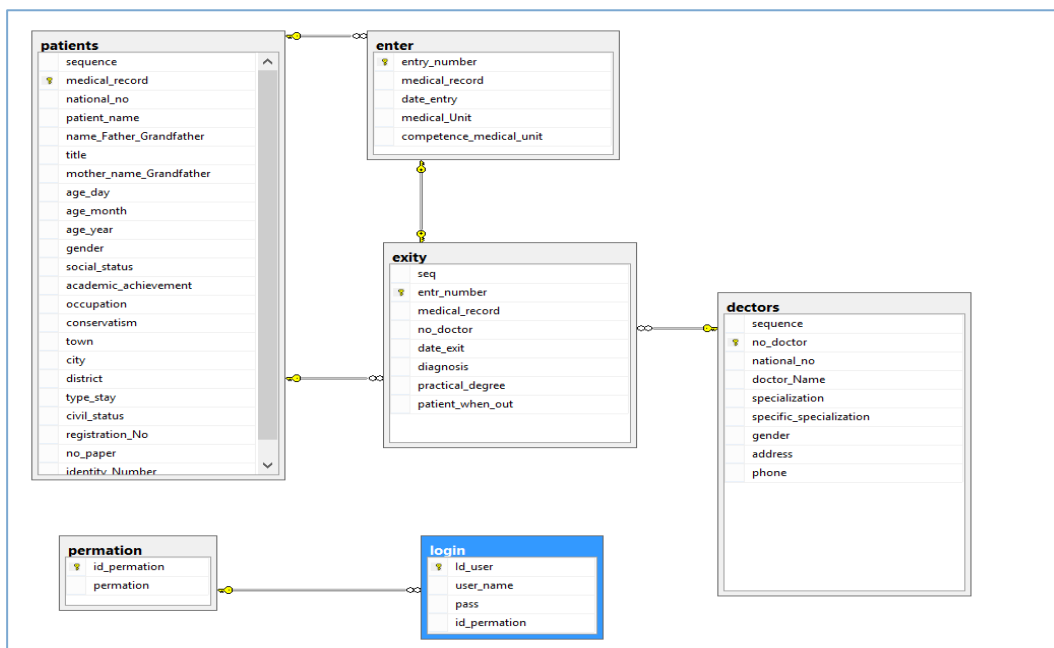 patients
sequence
medical_record
national_no
patient_name
name_Father_Grandfather
title
mother_name_Grandfather
age_day
age_month
age_year
gender
social_status
academic_achievement
occupation
conservatism
town
city
district
type_stay
civil_status
registration_No
no_paper
identity_Number
enter
entry_number
medical_record
date_entry
medical_Unit
competence_medical_unit
exity
seq
entr_number
medical_record
no_doctor
date_exit
diagnosis
practical_degree
patient_when_out
dectors
sequence
no_doctor
national_no
doctor_Name
specialization
specific_specialization
gender
address
phone
permation
id_permation
permation
login
Id_user
user_name
pass
id_permation